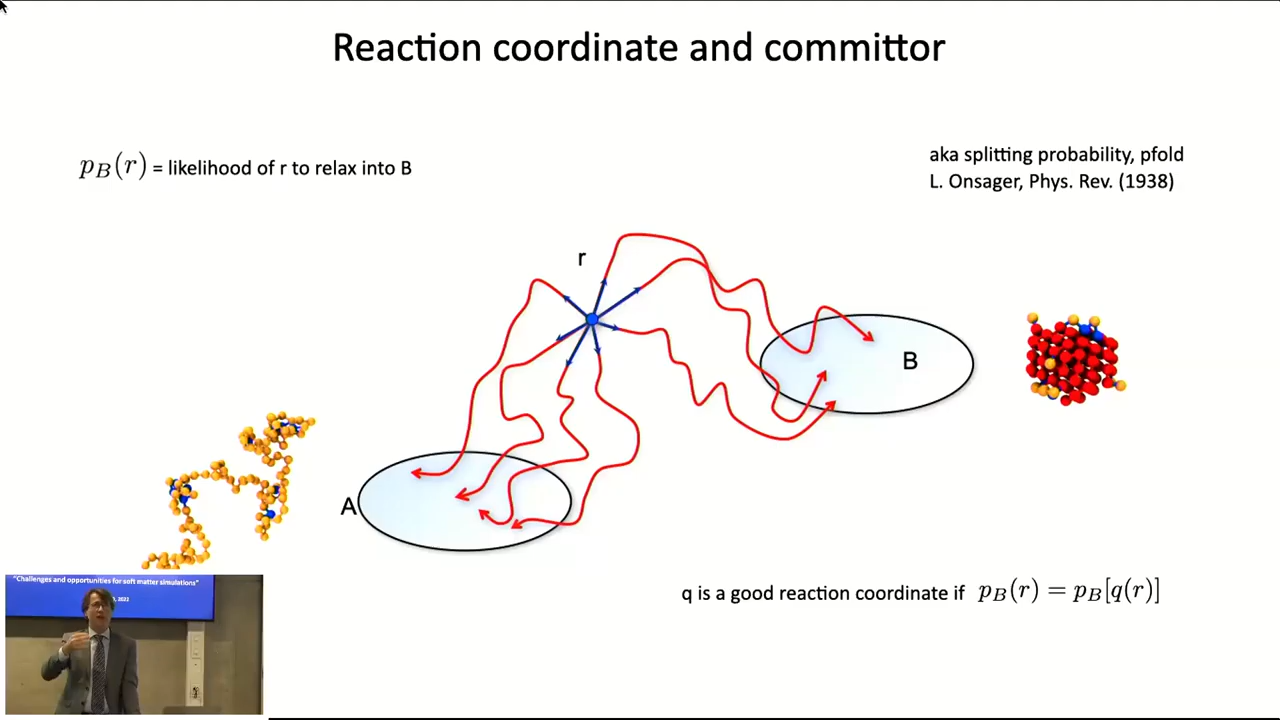 Reaction coordinate and committor
p_B(r) = likelihood of r to relax into B
aka splitting probability, pfold
L. Onsager, Phys. Rev. (1938)
r
B
A
q is a good reaction coordinate if p_B(r) = p_B[q(r)]
"Challenges and opportunities for soft matter simulations"
2022